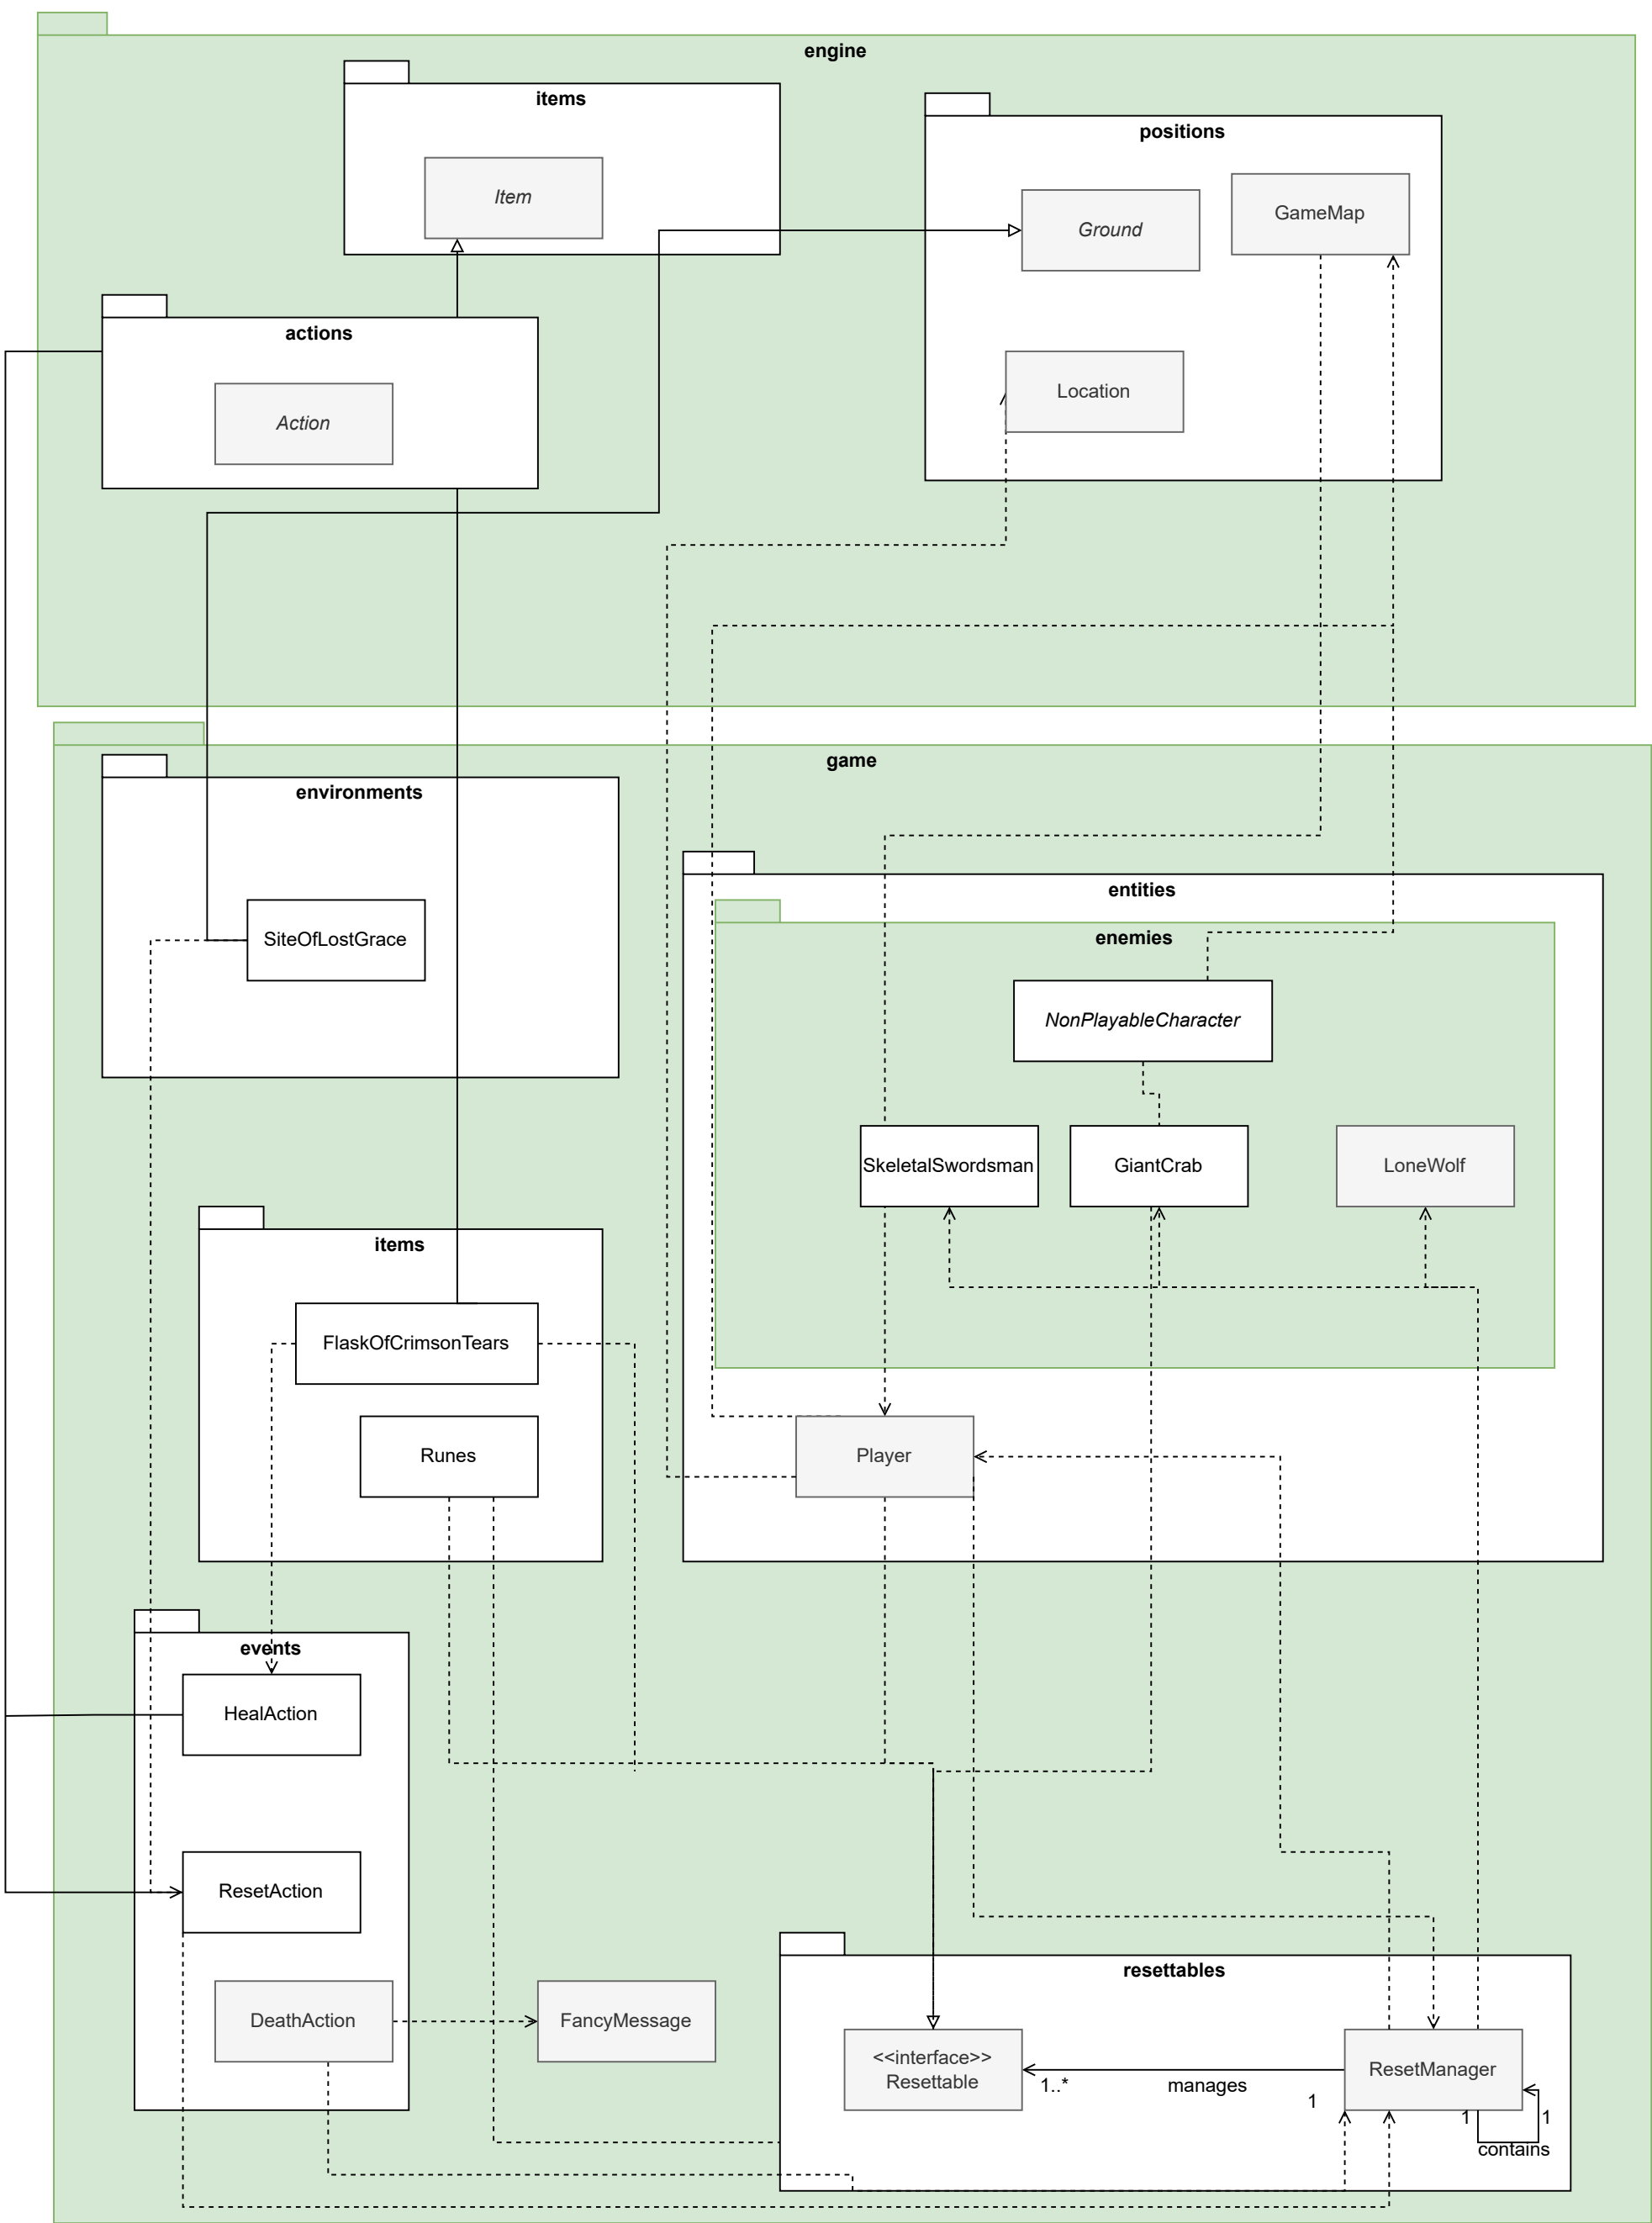 engine
items
positions
Item
Ground
GameMap
actions
Action
Location
game
environments
entities
SiteOfLostGrace
enemies
NonPlayableCharacter
SkeletalSwordsman
GiantCrab
LoneWolf
items
FlaskOfCrimsonTears
Runes
Player
events
HealAction
ResetAction
resettables
DeathAction
FancyMessage
<<interface>>
Resettable
ResetManager
1..*
manages
1
1
1
contains